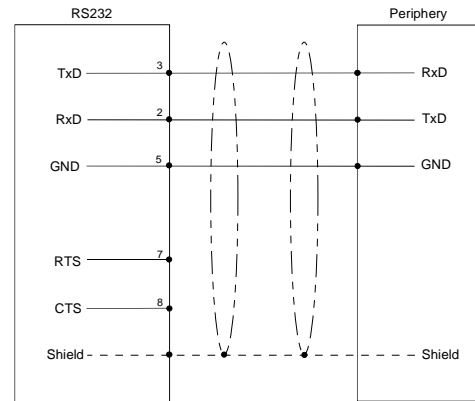 RS232 Periphery
TxD 3 RxD
RxD 2 TxD
GND 5 GND
RTS 7
CTS 8
Shield Shield